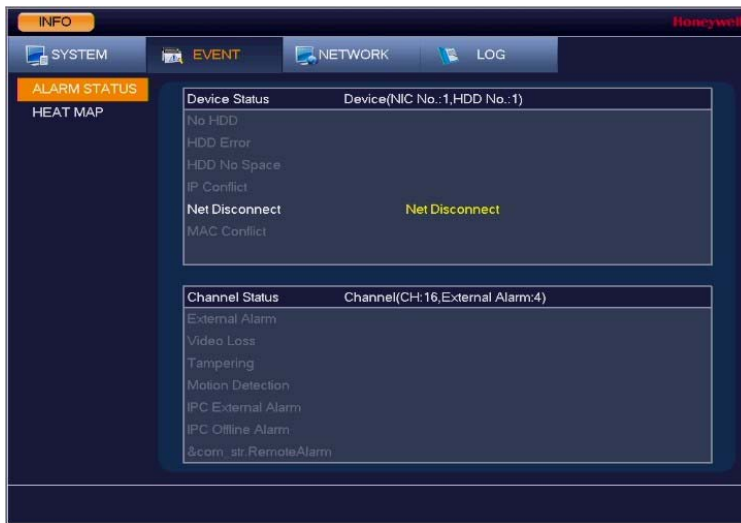 INFO
Honeywell
SYSTEM EVENT NETWORK LOG
ALARM STATUS
HEAT MAP
Device Status Device(NIC No.:1,HDD No.:1)
No HDD
HDD Error
HDD No Space
IP Conflict
Net Disconnect Net Disconnect
MAC Conflict
Channel Status Channel(CH:16,External Alarm:4)
External Alarm
Video Loss
Tampering
Motion Detection
IPC External Alarm
IPC Offline Alarm
&com_str.RemoteAlarm